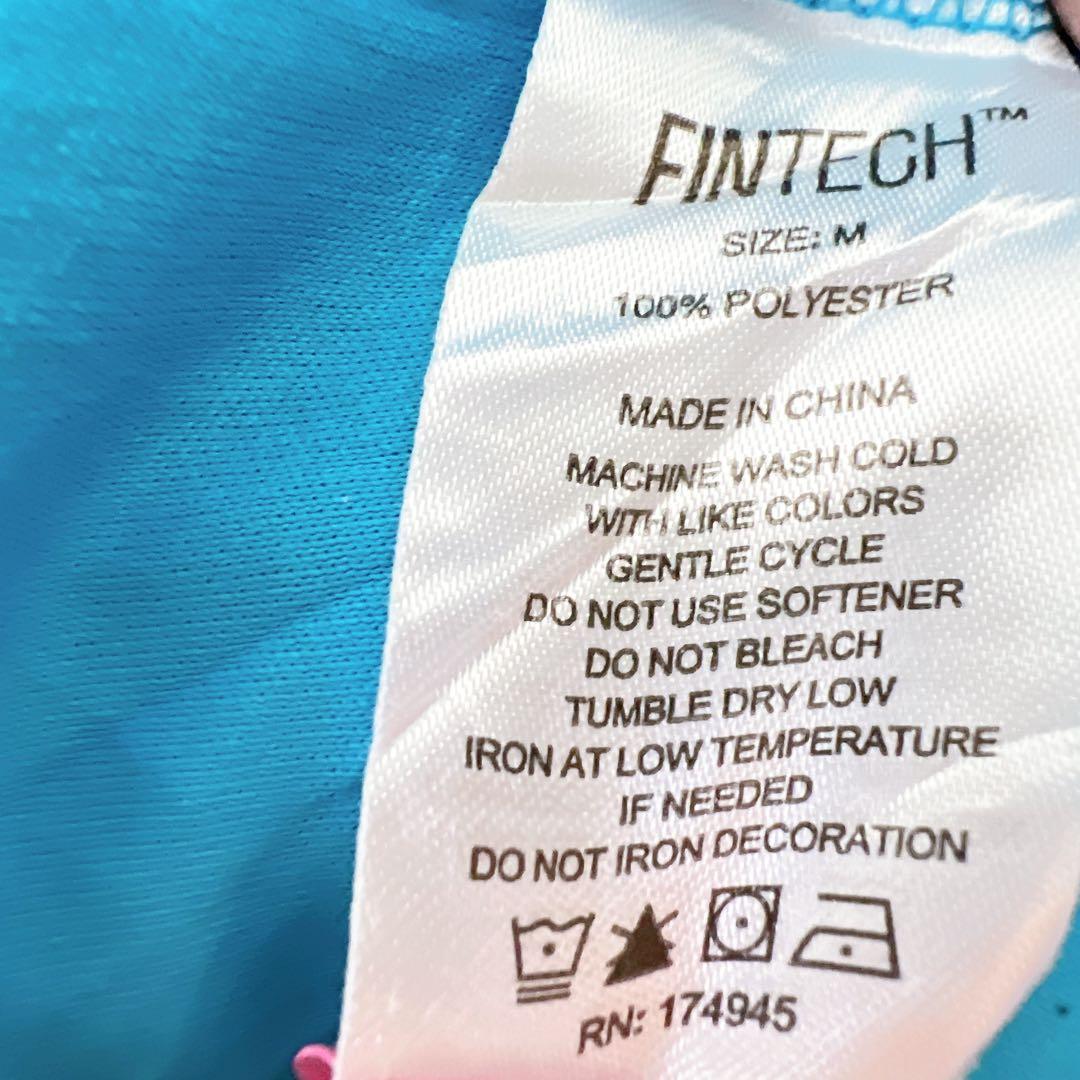 FINTECH™
SIZE: M
100% POLYESTER
MADE IN CHINA
MACHINE WASH COLD
WITH LIKE COLORS
GENTLE CYCLE
DO NOT USE SOFTENER
DO NOT BLEACH
TUMBLE DRY LOW
IRON AT LOW TEMPERATURE
IF NEEDED
DO NOT IRON DECORATION
RN: 174945